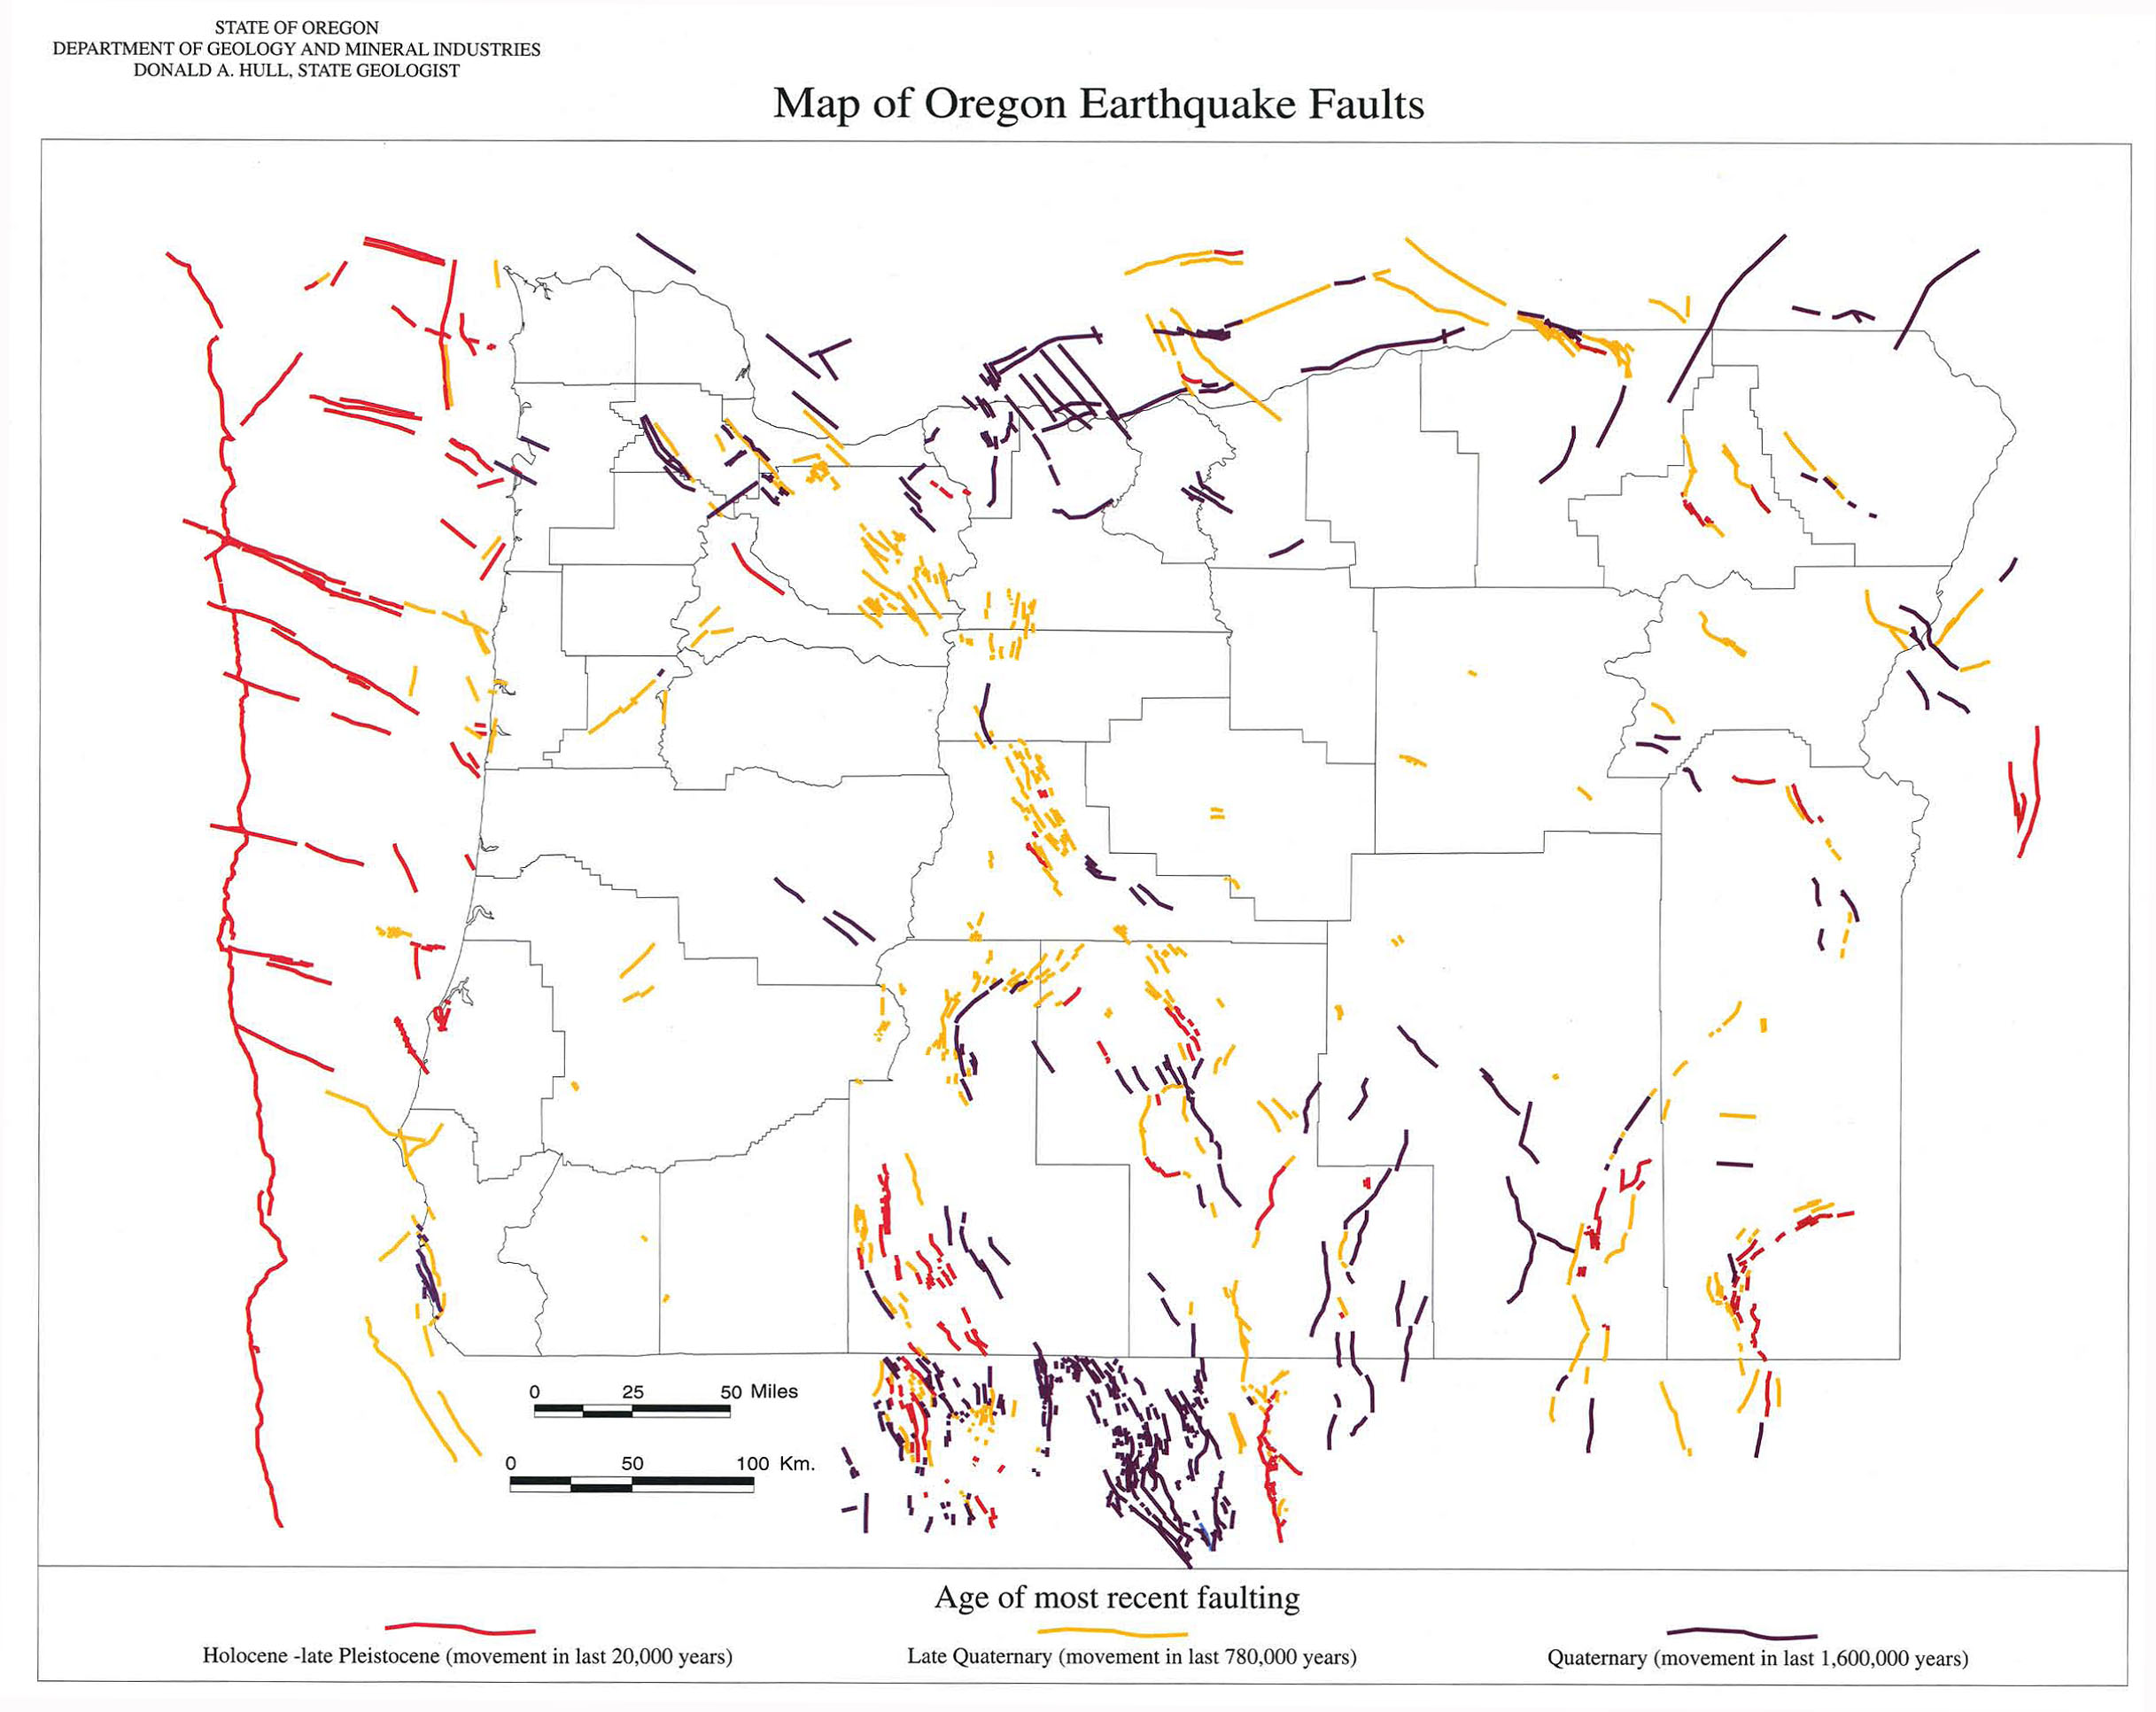 STATE OF OREGON
DEPARTMENT OF GEOLOGY AND MINERAL INDUSTRIES
DONALD A. HULL, STATE GEOLOGIST
Map of Oregon Earthquake Faults
0 25 50 Miles
0 50 100 Km.
Age of most recent faulting
Holocene -late Pleistocene (movement in last 20,000 years)
Late Quaternary (movement in last 780,000 years)
Quaternary (movement in last 1,600,000 years)